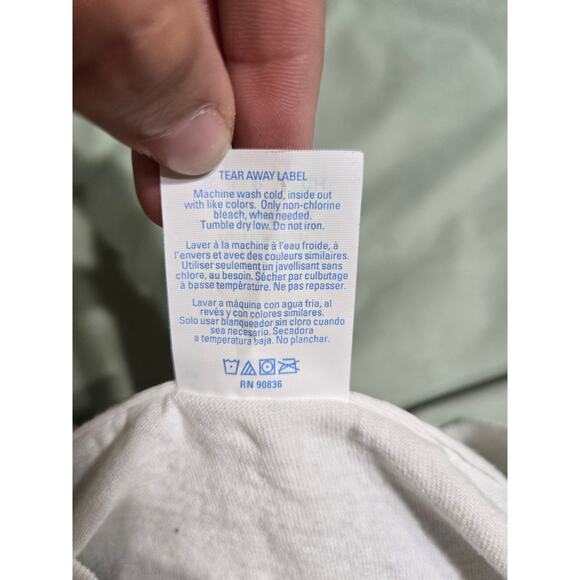 TEAR AWAY LABEL
Machine wash cold, inside out
with like colors. Only non-chlorine
bleach, when needed.
Tumble dry low. Do not iron.
Laver à la machine à l'eau froide, à
l'envers et avec des couleurs similaires.
Utiliser seulement un javellisant sans
chlore, au besoin. Sécher par culbutage
à basse température. Ne pas repasser.
Lavar a máquina con agua fria, al
revés y con colores similares.
Solo usar blanqueador sin cloro cuando
sea necesario. Secadora
a temperatura baja. No planchar.
RN 90836